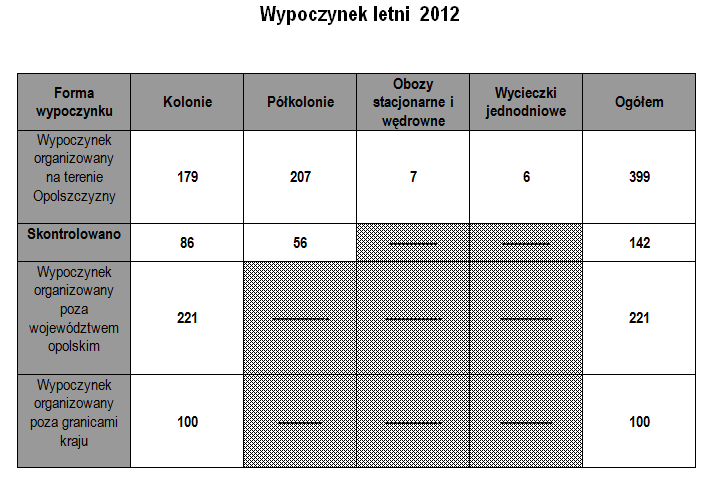 Wypoczynek letni 2012
Forma
wypoczynku
Kolonie
Półkolonie
Obozy
stacjonarne i
wędrowne
Wycieczki
jednodniowe
Ogółem
Wypoczynek
organizowany
na terenie
Opolszczyzny
179
207
7
6
399
Skontrolowano
86
56
-----------
-----------
142
Wypoczynek
organizowany
poza
województwem
opolskim
221
-------------
-----------
-----------
221
Wypoczynek
organizowany
poza granicami
kraju
100
----------
-----------
-----------
100